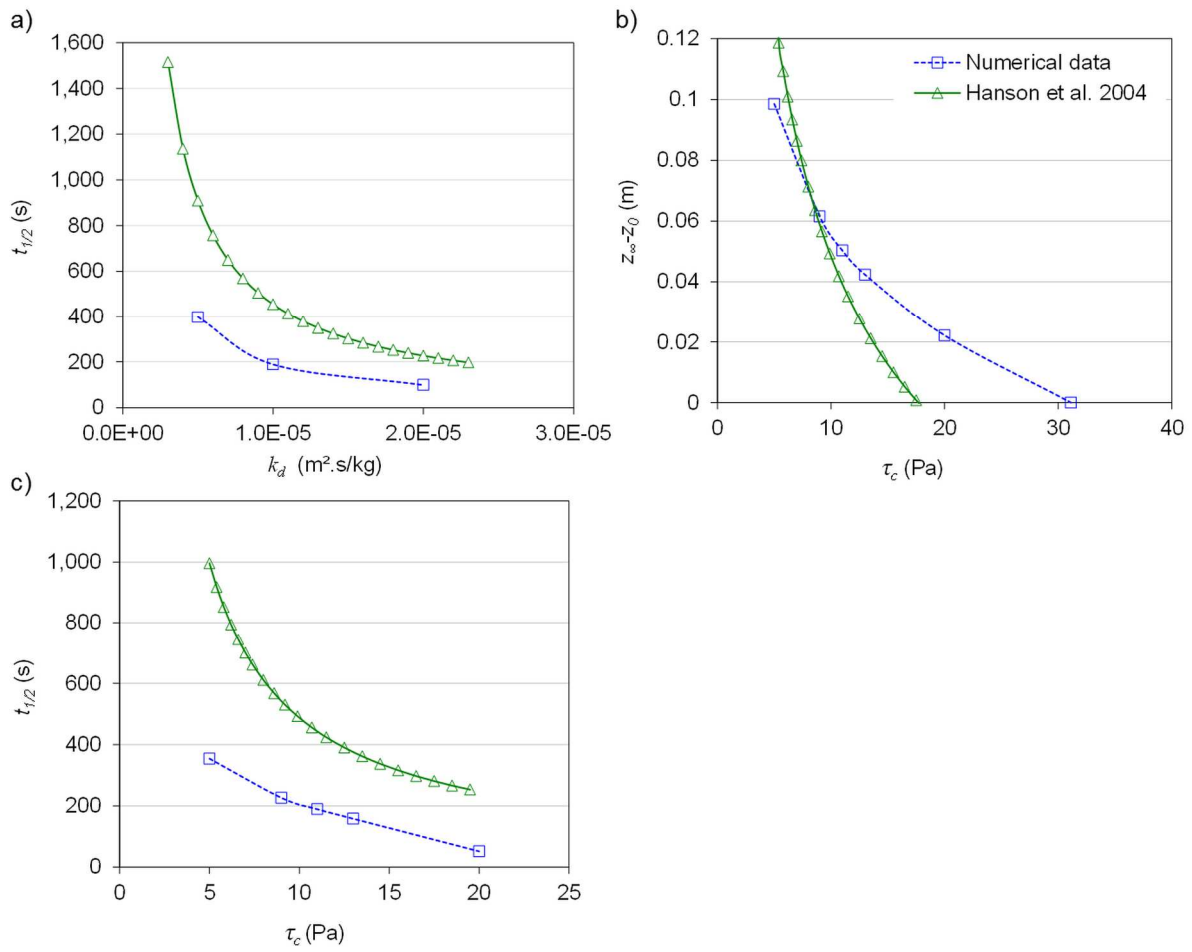 a)
1,600
1,400
1,200
1,000
800
600
400
200
0
t1/2 (s)
0.0E+00 1.0E-05 2.0E-05 3.0E-05
kd (m².s/kg)
b)
0.12
0.1
0.08
0.06
0.04
0.02
0
z∞-z0 (m)
Numerical data
Hanson et al. 2004
0 10 20 30 40
τc (Pa)
c)
1,200
1,000
800
600
400
200
0
t1/2 (s)
0 5 10 15 20 25
τc (Pa)